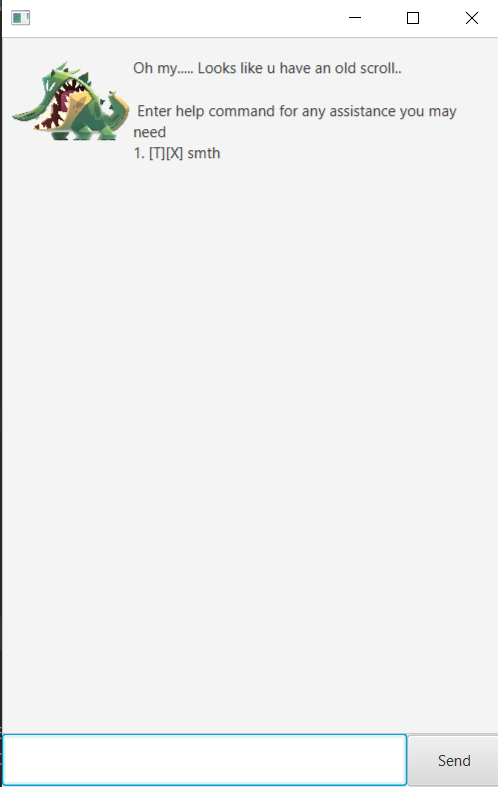 Oh my..... Looks like u have an old scroll..
Enter help command for any assistance you may
need
1. [T][X] smth
Send